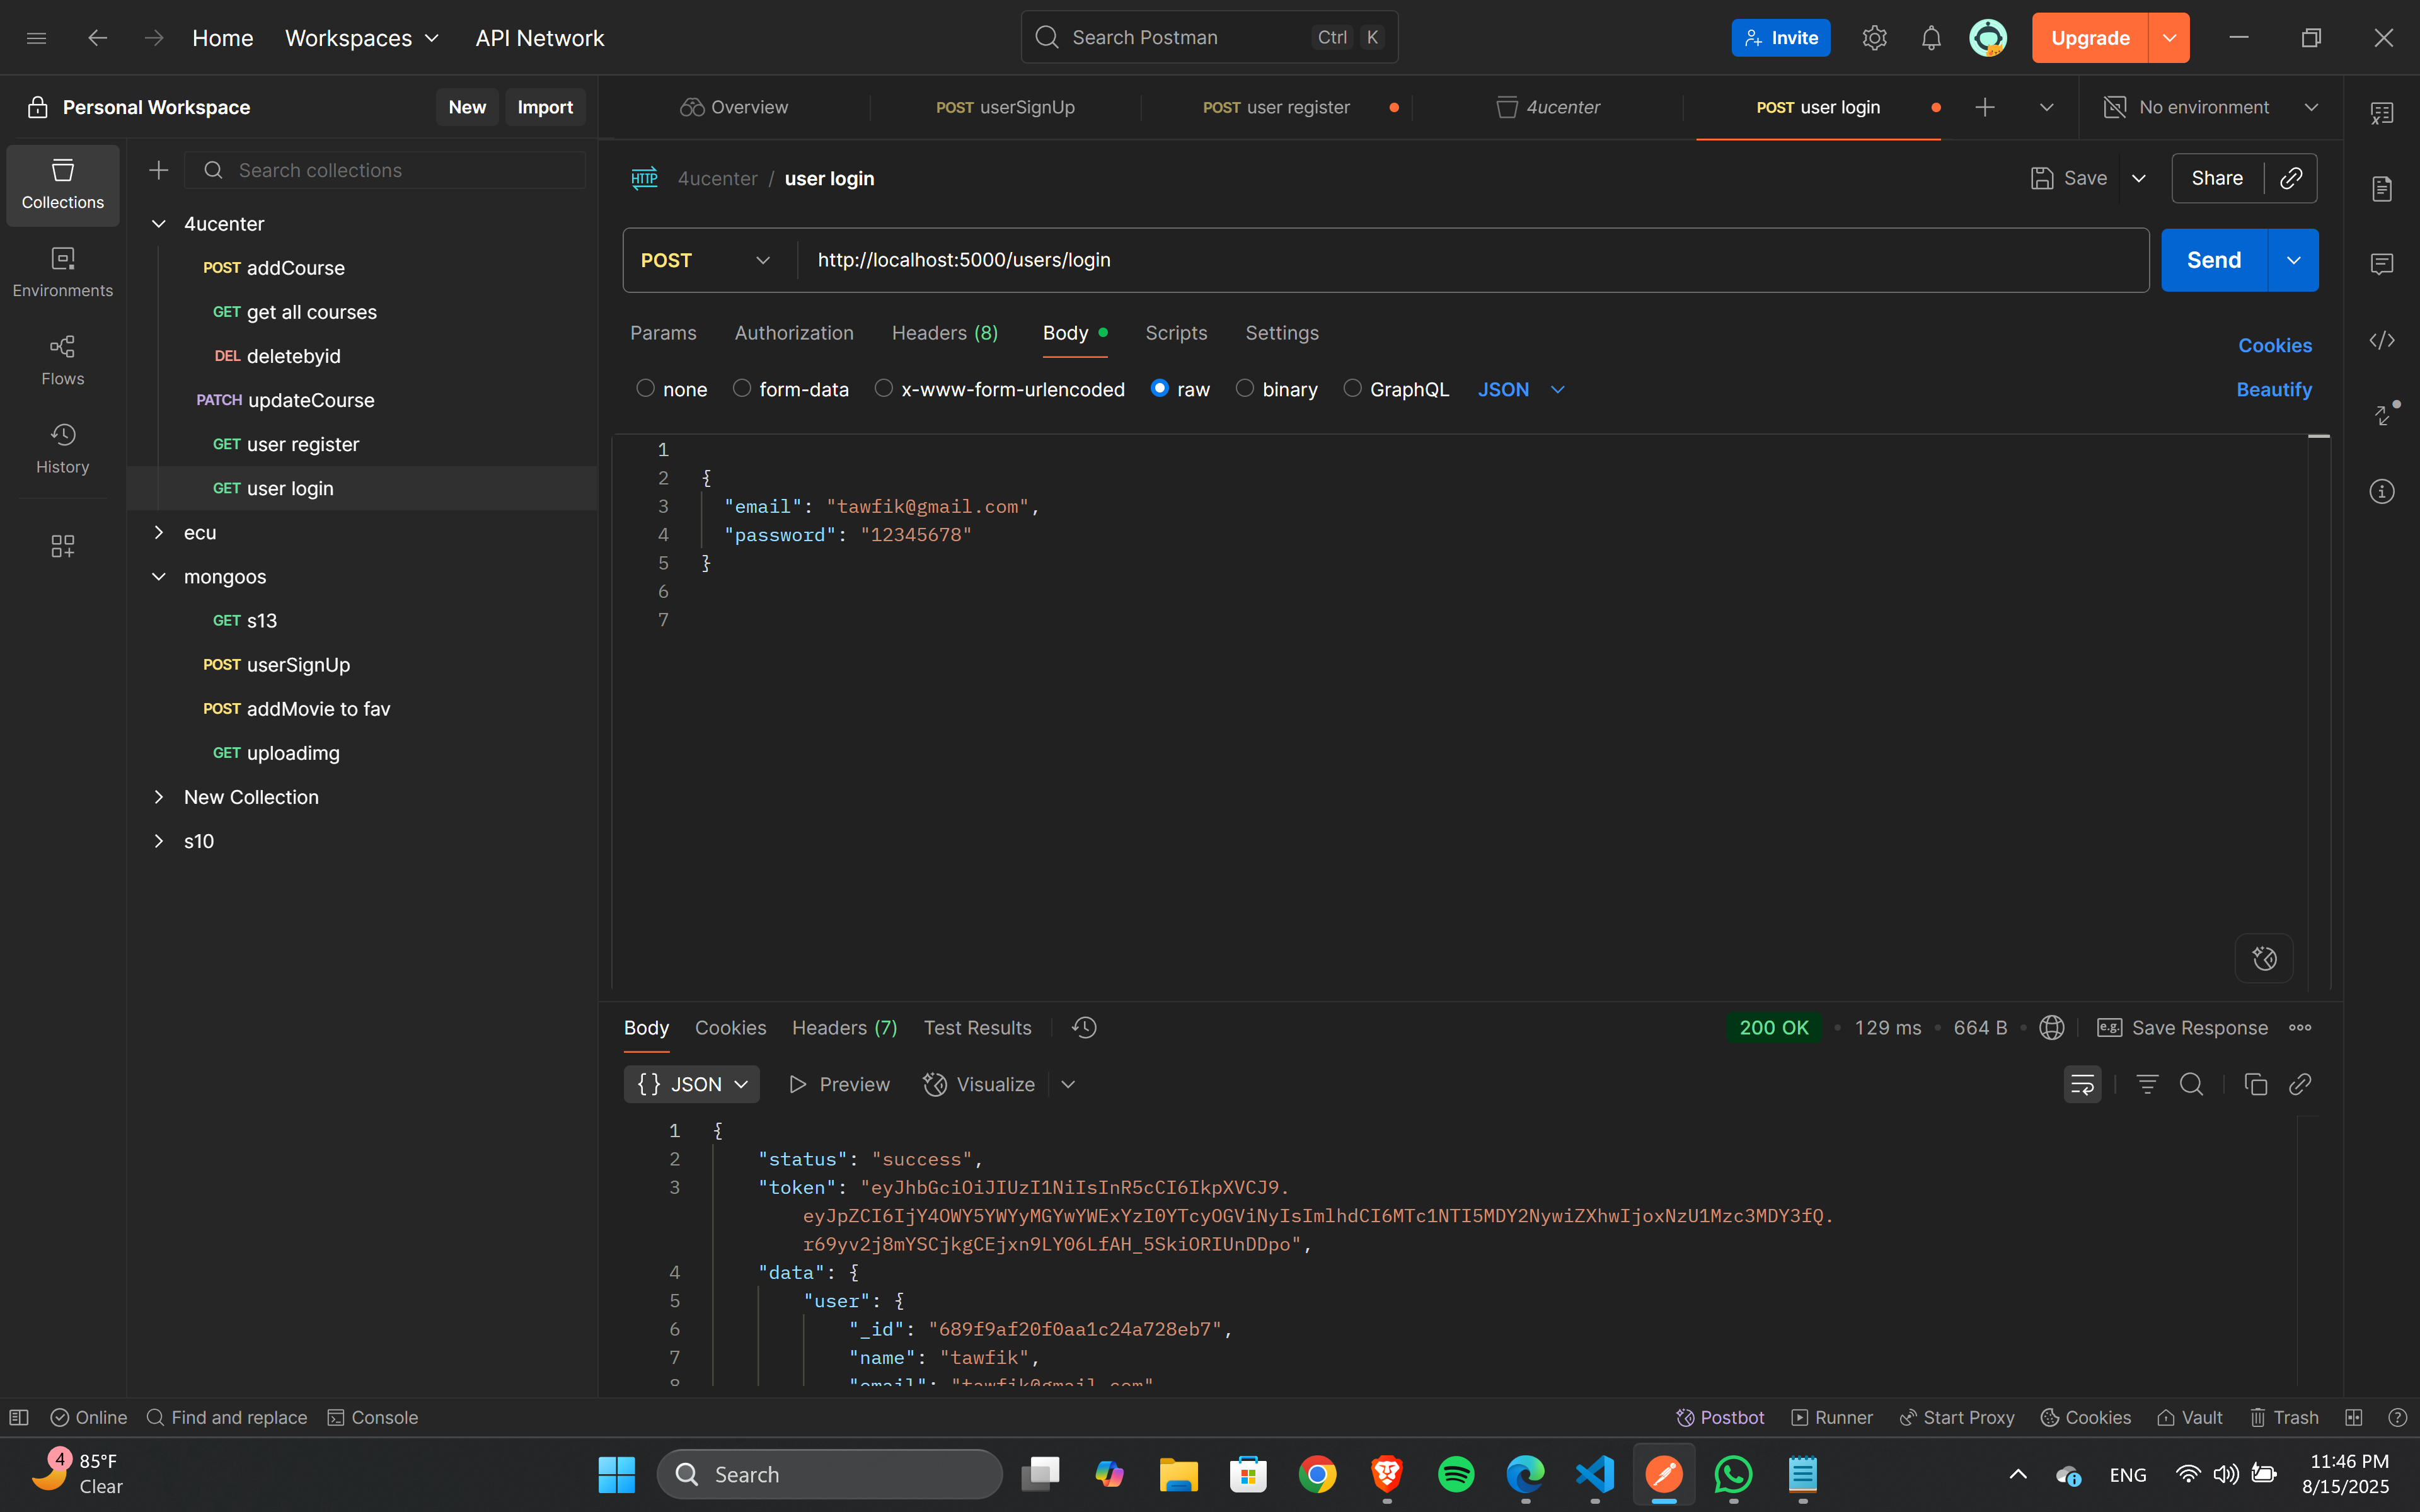 Home Workspaces API Network Search Postman Ctrl K Invite Upgrade
Personal Workspace New Import
Overview POST userSignUp POST user register 4ucenter POST user login No environment
Collections
Environments
Flows
History
Search collections
4ucenter
POST addCourse
GET get all courses
DEL deletebyid
PATCH updateCourse
GET user register
GET user login
ecu
mongoos
GET s13
POST userSignUp
POST addMovie to fav
GET uploadimg
New Collection
s10
HTTP 4ucenter / user login Save Share
POST http://localhost:5000/users/login Send
Params Authorization Headers (8) Body Scripts Settings Cookies
none form-data x-www-form-urlencoded raw binary GraphQL JSON Beautify
1
2 {
3 "email": "tawfik@gmail.com",
4 "password": "12345678"
5 }
6
7
Body Cookies Headers (7) Test Results 200 OK • 129 ms • 664 B • e.g. Save Response
{} JSON Preview Visualize
1 {
2 "status": "success",
3 "token": "eyJhbGciOiJIUzI1NiIsInR5cCI6IkpXVCJ9.
eyJpZCI6IjY4OWY5YWYyMGYwYWExYzI0YTcyOGViNyIsImlhdCI6MTc1NTI5MDY2NywiZXhwIjoxNzU1Mzc3MDY3fQ.
r69yv2j8mYSCjkgCEjxn9LY06LfAH_5SkiORIUnDDpo",
4 "data": {
5 "user": {
6 "_id": "689f9af20f0aa1c24a728eb7",
7 "name": "tawfik",
8 "email": "tawfik@gmail.com"
Online Find and replace Console Postbot Runner Start Proxy Cookies Vault Trash
4 85°F
Clear
Search
ENG
11:46 PM
8/15/2025